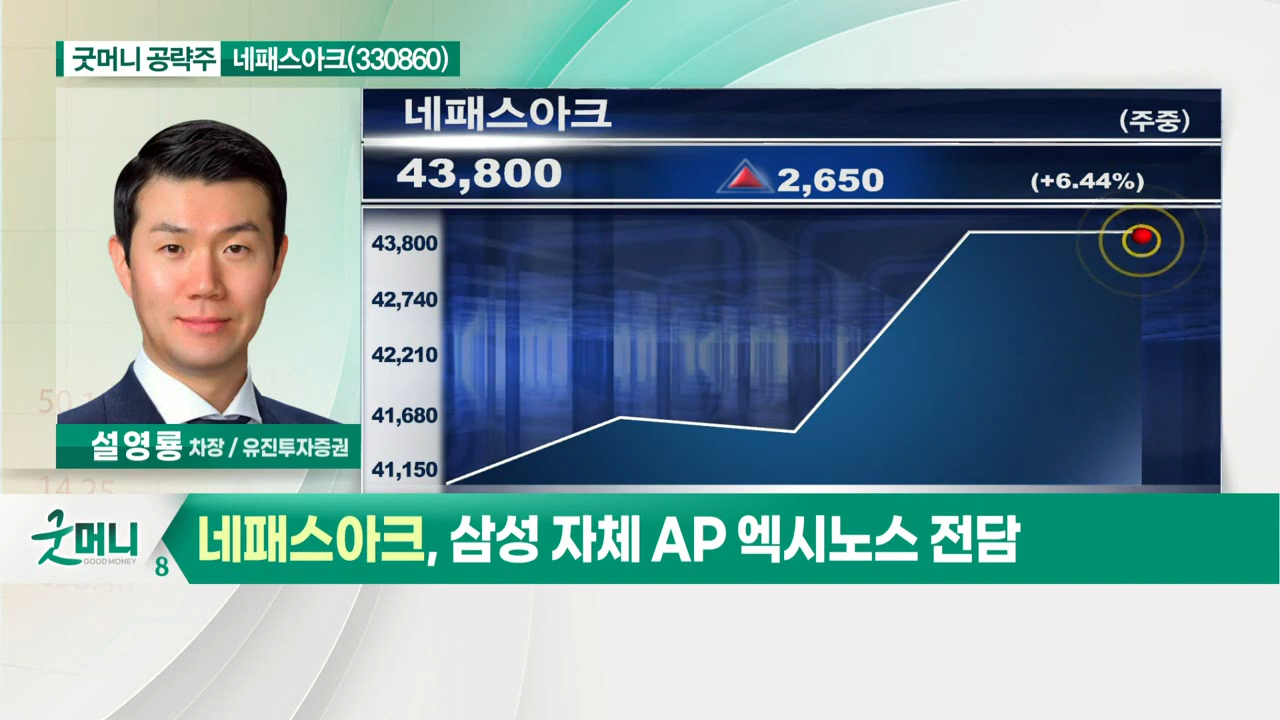 굿머니 공략주 네패스아크(330860)
네패스아크 (주중)
43,800 2,650 (+6.44%)
43,800
42,740
42,210
41,680
41,150
설영룡 차장 / 유진투자증권
14.25
굿머니
GOOD MONEY
8
네패스아크, 삼성 자체 AP 엑시노스 전담